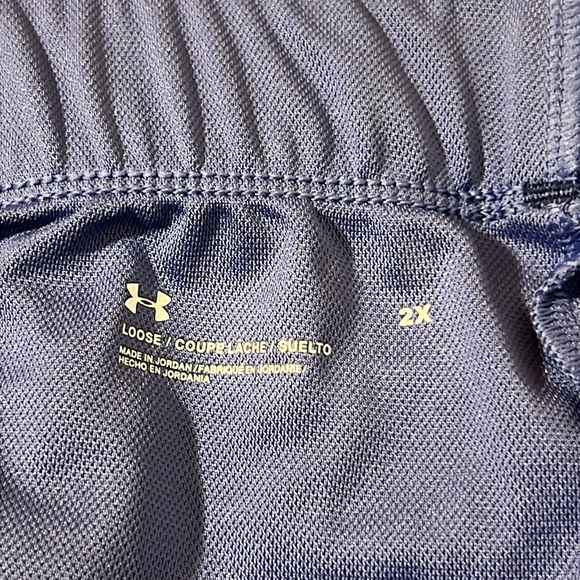 LOOSE / COUPE LÂCHE / SUELTO
2X
MADE IN JORDAN / FABRIQUÉ EN JORDANIE /
HECHO EN JORDANIA